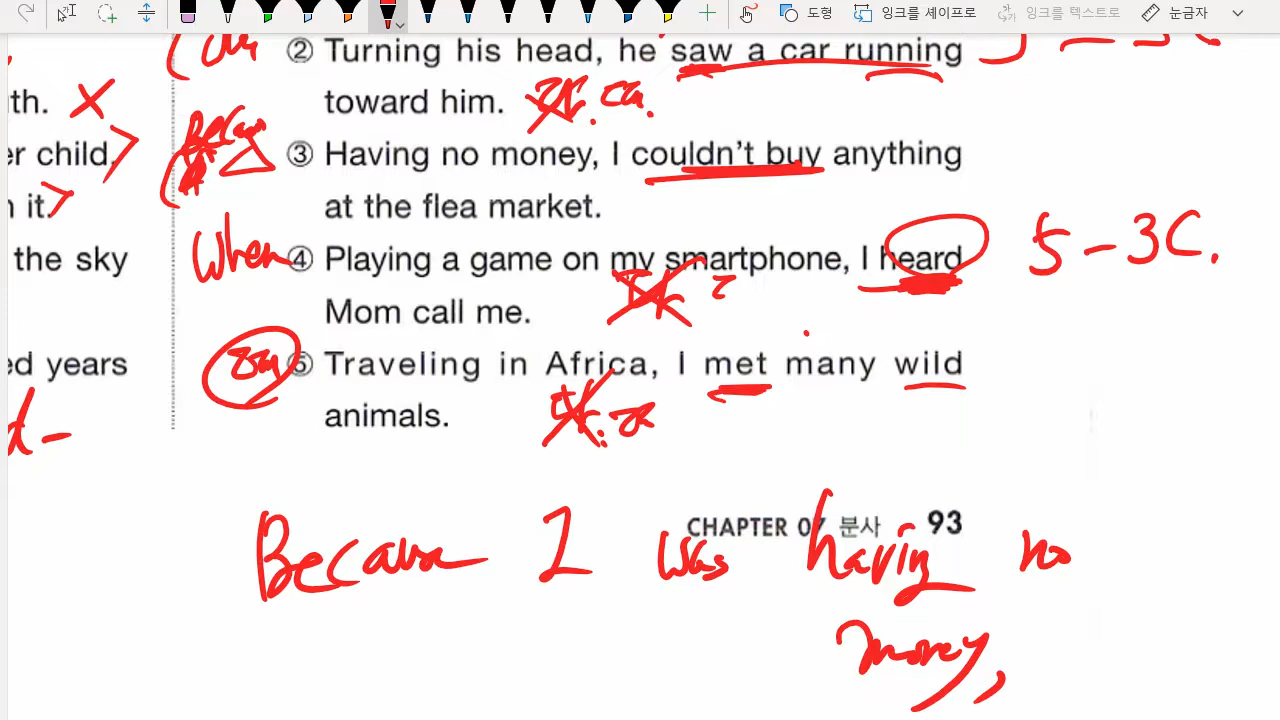 도형 잉크를 셰이프로 잉크를 텍스트로 눈금자
② Turning his head, he saw a car running
th. X toward him.
Becau
er child, ③ Having no money, I couldn't buy anything
n it. at the flea market.
the sky When ④ Playing a game on my smartphone, I heard 5-3C.
Mom call me.
ed years ⑤ Traveling in Africa, I met many wild
animals.
d-
CHAPTER 07 분사 93
Because I was having no
money,